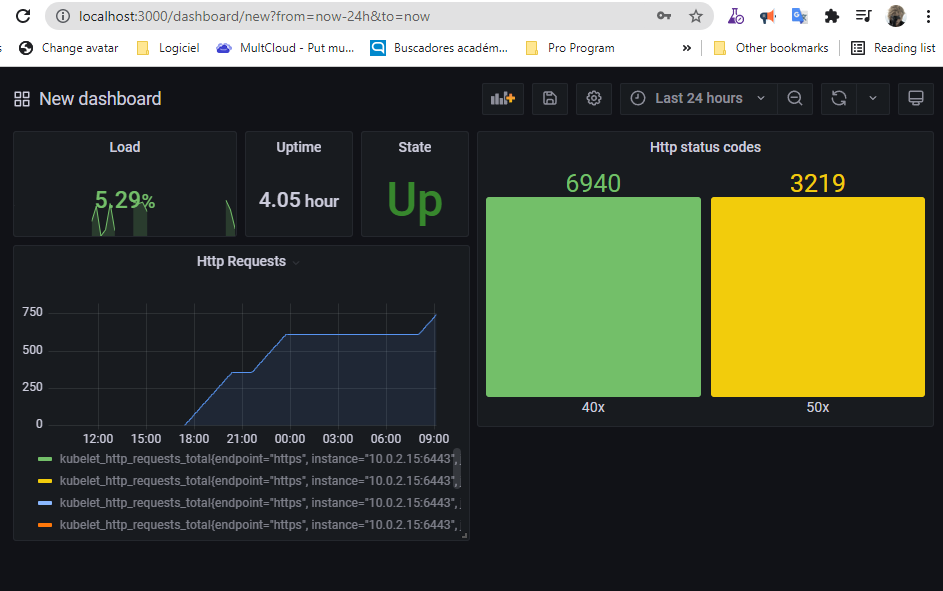 localhost:3000/dashboard/new?from=now-24h&to=now
Change avatar
Logiciel
MultCloud - Put mu...
Buscadores académ...
Pro Program
»
Other bookmarks
Reading list
New dashboard
Last 24 hours
Load
5.29%
Uptime
4.05 hour
State
Up
Http status codes
6940
3219
40x
50x
Http Requests
750
500
250
0
12:00 15:00 18:00 21:00 00:00 03:00 06:00 09:00
kubelet_http_requests_total{endpoint="https", instance="10.0.2.15:6443",
kubelet_http_requests_total{endpoint="https", instance="10.0.2.15:6443",
kubelet_http_requests_total{endpoint="https", instance="10.0.2.15:6443",
kubelet_http_requests_total{endpoint="https", instance="10.0.2.15:6443",